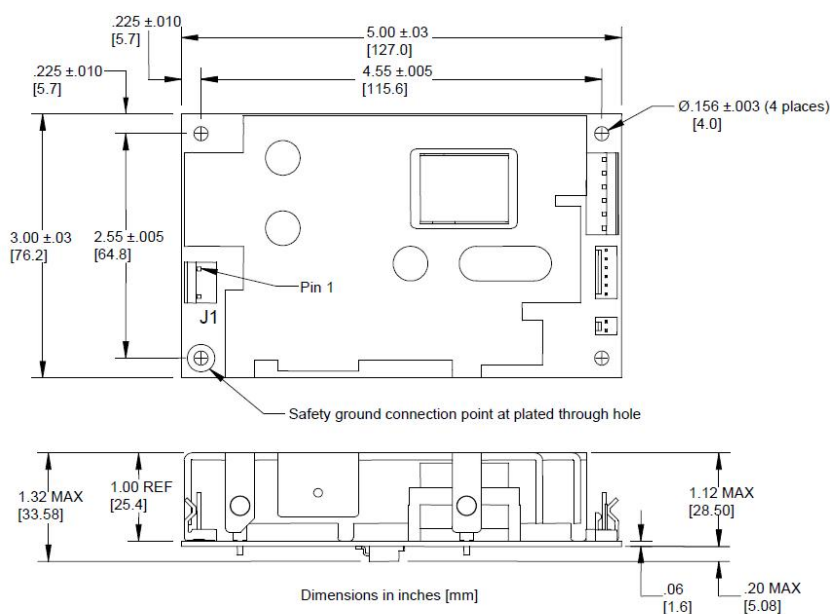 .225 ±.010
[5.7]
5.00 ±.03
[127.0]
4.55 ±.005
[115.6]
.225 ±.010
[5.7]
Ø.156 ±.003 (4 places)
[4.0]
3.00 ±.03
[76.2]
2.55 ±.005
[64.8]
Pin 1
J1
Safety ground connection point at plated through hole
1.32 MAX
[33.58]
1.00 REF
[25.4]
1.12 MAX
[28.50]
Dimensions in inches [mm]
.06
[1.6]
.20 MAX
[5.08]